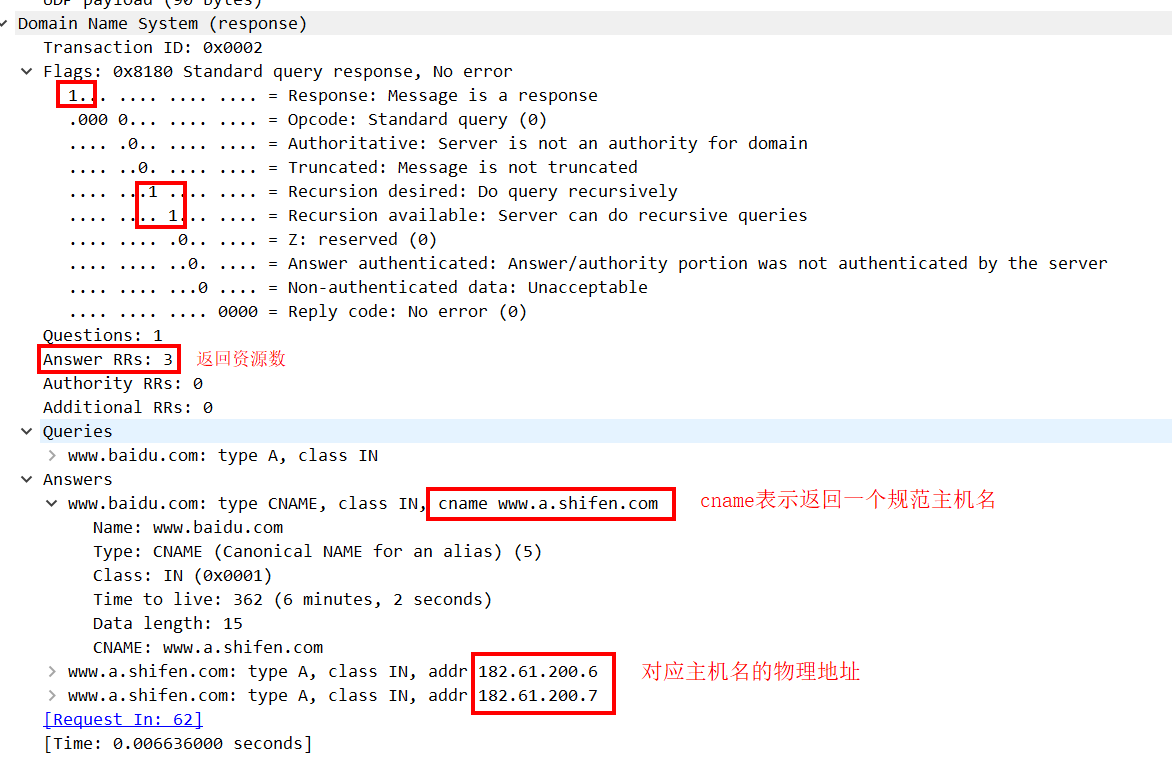 UDP payload (90 bytes)
Domain Name System (response)
Transaction ID: 0x0002
Flags: 0x8180 Standard query response, No error
1... .... .... .... = Response: Message is a response
.000 0... .... .... = Opcode: Standard query (0)
.... .0.. .... .... = Authoritative: Server is not an authority for domain
.... ..0. .... .... = Truncated: Message is not truncated
.... ...1 .... .... = Recursion desired: Do query recursively
.... .... 1... .... = Recursion available: Server can do recursive queries
.... .... .0.. .... = Z: reserved (0)
.... .... ..0. .... = Answer authenticated: Answer/authority portion was not authenticated by the server
.... .... ...0 .... = Non-authenticated data: Unacceptable
.... .... .... 0000 = Reply code: No error (0)
Questions: 1
Answer RRs: 3 返回资源数
Authority RRs: 0
Additional RRs: 0
Queries
www.baidu.com: type A, class IN
Answers
www.baidu.com: type CNAME, class IN, cname www.a.shifen.com cname表示返回一个规范主机名
Name: www.baidu.com
Type: CNAME (Canonical NAME for an alias) (5)
Class: IN (0x0001)
Time to live: 362 (6 minutes, 2 seconds)
Data length: 15
CNAME: www.a.shifen.com
www.a.shifen.com: type A, class IN, addr 182.61.200.6 对应主机名的物理地址
www.a.shifen.com: type A, class IN, addr 182.61.200.7
[Request In: 62]
[Time: 0.006636000 seconds]